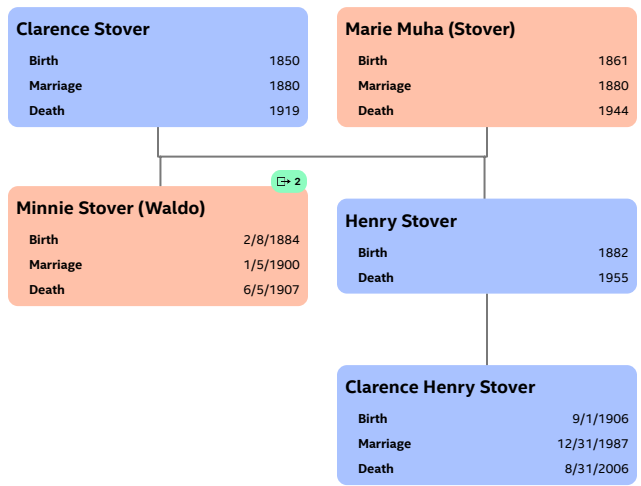 Clarence Stover
Birth 1850
Marriage 1880
Death 1919
Marie Muha (Stover)
Birth 1861
Marriage 1880
Death 1944
2
Minnie Stover (Waldo)
Birth 2/8/1884
Marriage 1/5/1900
Death 6/5/1907
Henry Stover
Birth 1882
Death 1955
Clarence Henry Stover
Birth 9/1/1906
Marriage 12/31/1987
Death 8/31/2006